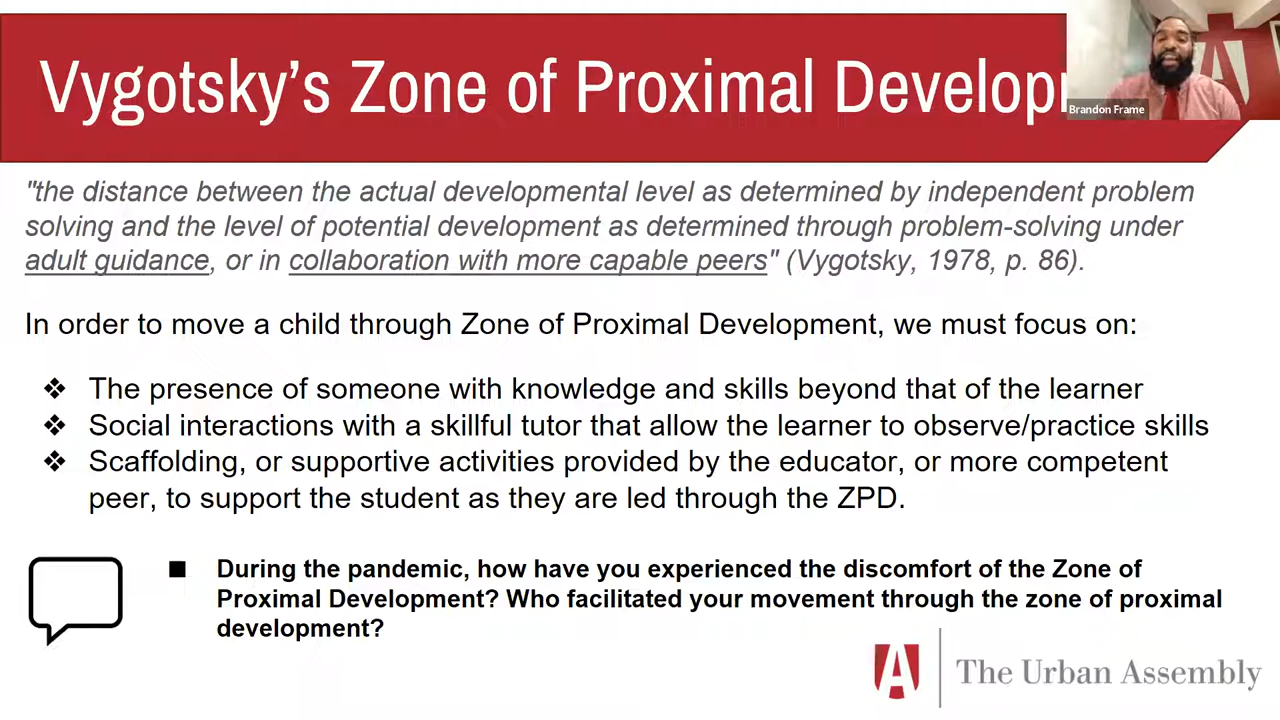 Vygotsky's Zone of Proximal Develop
Brandon Frame
"the distance between the actual developmental level as determined by independent problem
solving and the level of potential development as determined through problem-solving under
adult guidance, or in collaboration with more capable peers" (Vygotsky, 1978, p. 86).
In order to move a child through Zone of Proximal Development, we must focus on:
❖ The presence of someone with knowledge and skills beyond that of the learner
❖ Social interactions with a skillful tutor that allow the learner to observe/practice skills
❖ Scaffolding, or supportive activities provided by the educator, or more competent
peer, to support the student as they are led through the ZPD.
■ During the pandemic, how have you experienced the discomfort of the Zone of
Proximal Development? Who facilitated your movement through the zone of proximal
development?
A The Urban Assembly